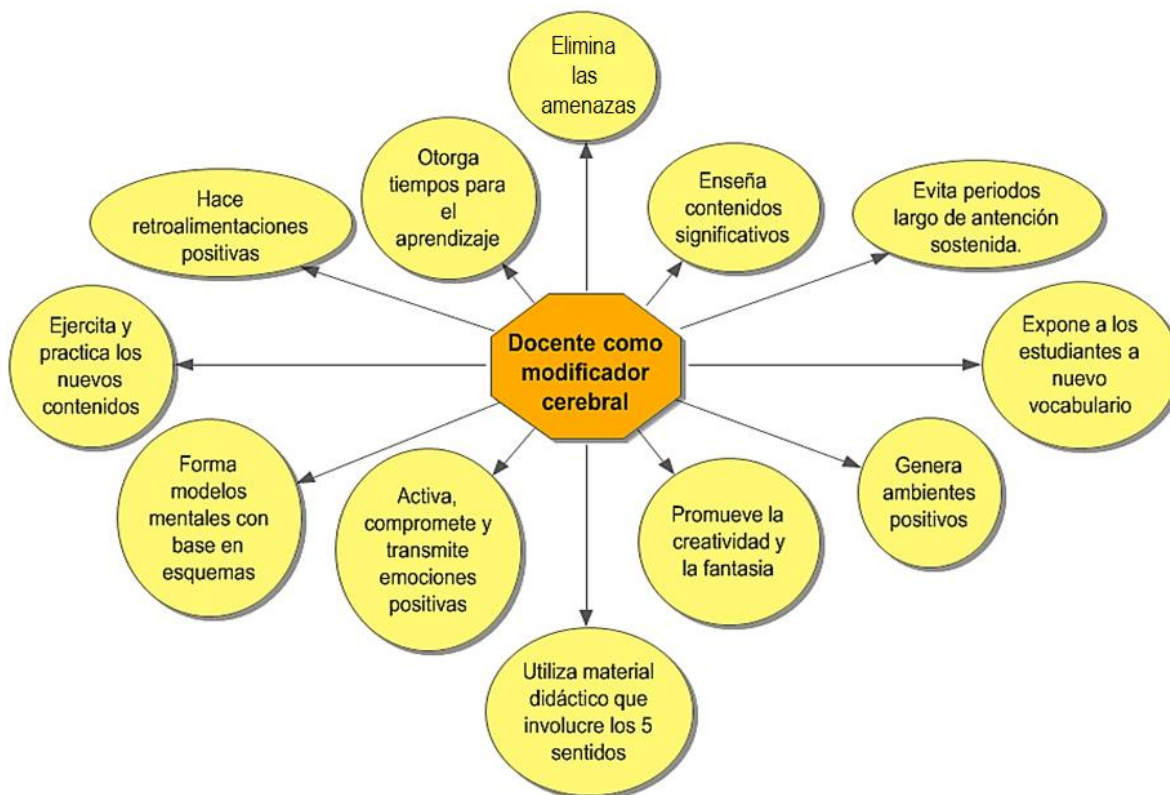 Elimina
las
amenazas
Otorga
tiempos para
el
aprendizaje
Enseña
contenidos
significativos
Hace
retroalimentaciones
positivas
Evita periodos
largo de antención
sostenida.
Ejercita y
practica los
nuevos
contenidos
Docente como
modificador
cerebral
Expone a los
estudiantes a
nuevo
vocabulario
Forma
modelos
mentales con
base en
esquemas
Activa,
compromete y
transmite
emociones
positivas
Promueve la
creatividad y
la fantasia
Genera
ambientes
positivos
Utiliza material
didáctico que
involucre los 5
sentidos